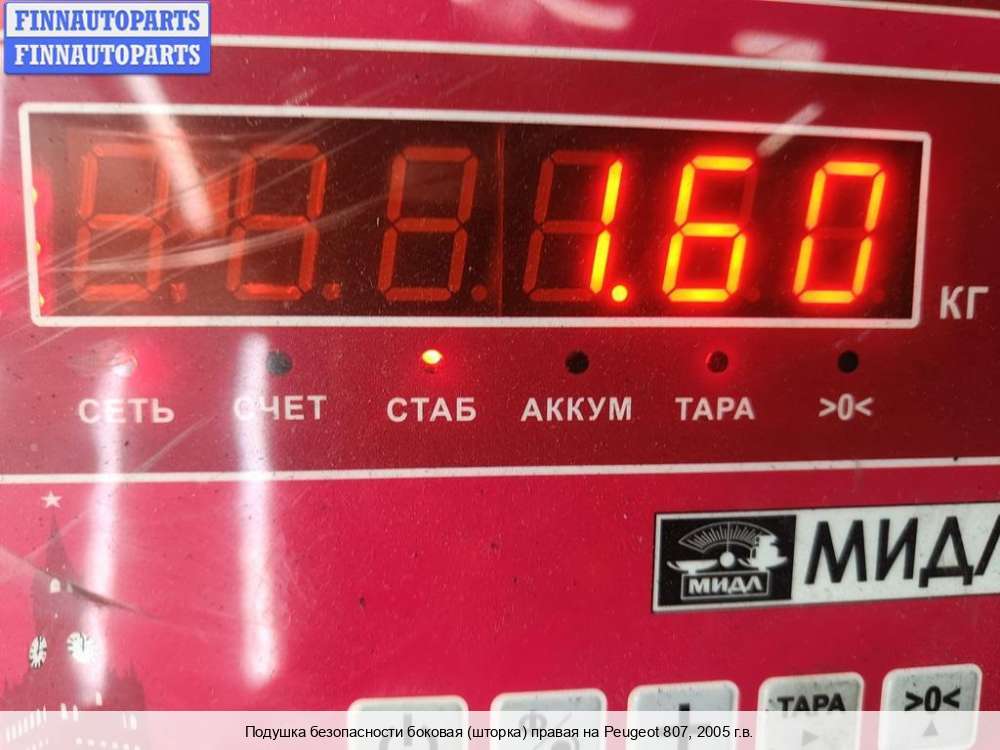 FINNAUTOPARTS
FINNAUTOPARTS
1.60
КГ
СЕТЬ СЧЕТ СТАБ АККУМ ТАРА >0<
МИДЛ МИДЛ
ТАРА >0<
Подушка безопасности боковая (шторка) правая на Peugeot 807, 2005 г.в.